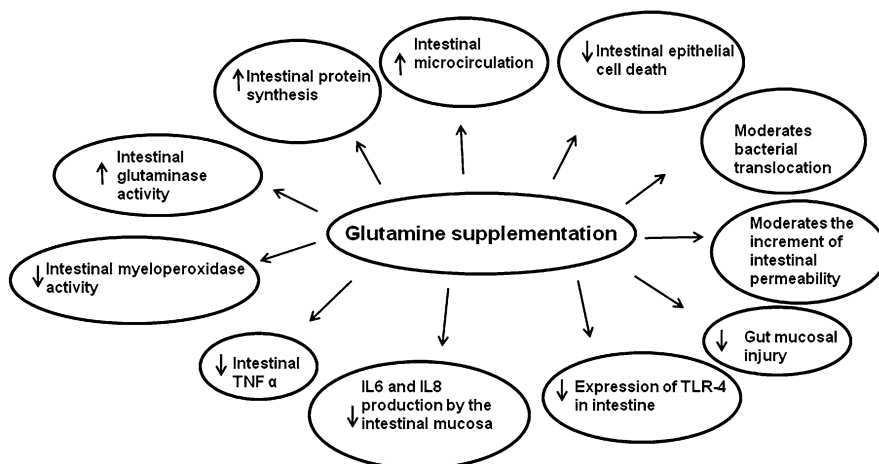 Intestinal
microcirculation
↓ Intestinal epithelial
cell death
↑ Intestinal protein
synthesis
↑
Moderates
bacterial
translocation
Intestinal
↑ glutaminase
activity
Glutamine supplementation
Moderates the
increment of
intestinal
permeability
↓ Intestinal myeloperoxidase
activity
↓ Gut mucosal
injury
↓ Intestinal
TNF α
IL6 and IL8
production by the
↓ intestinal mucosa
↓ Expression of TLR-4
in intestine